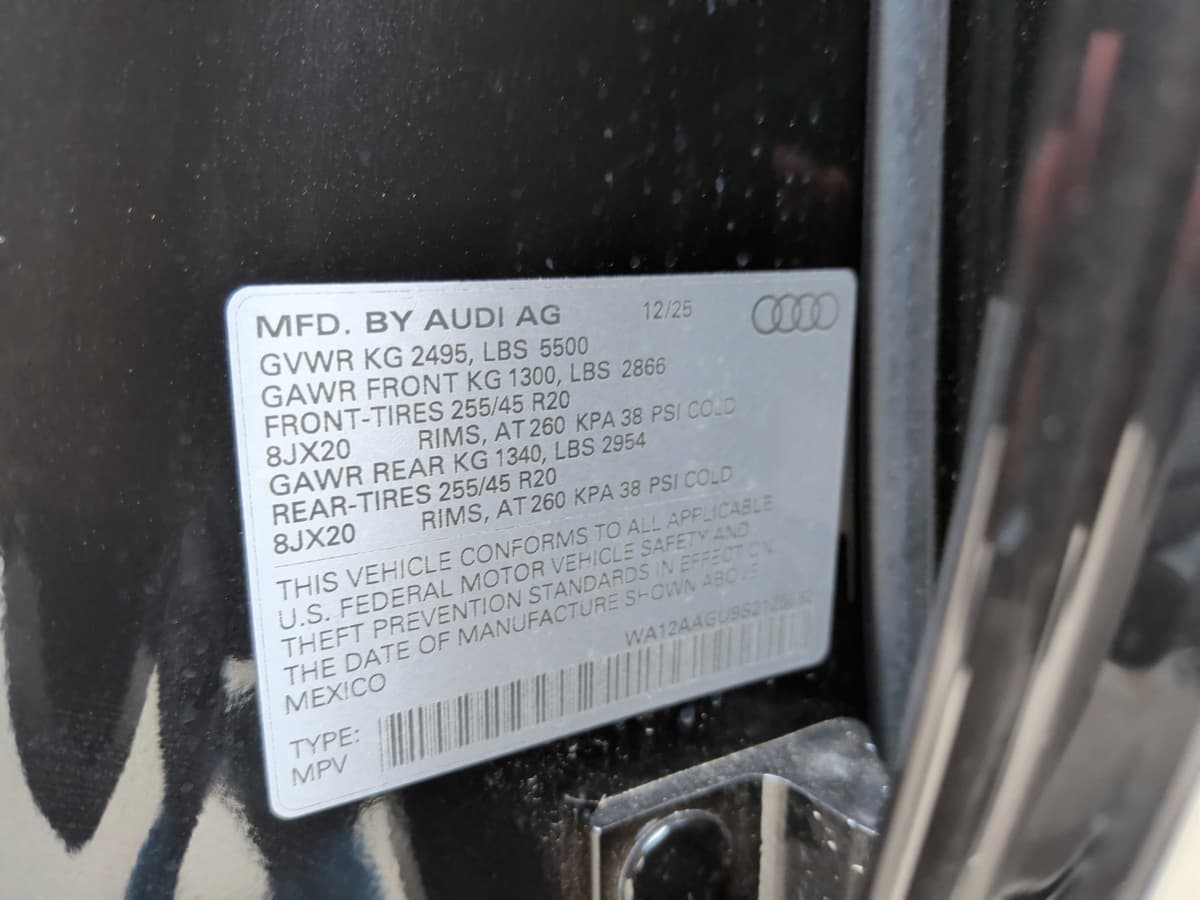 MFD. BY AUDI AG 12/25
GVWR KG 2495, LBS 5500
GAWR FRONT KG 1300, LBS 2866
FRONT-TIRES 255/45 R20
8JX20 RIMS, AT 260 KPA 38 PSI COLD
GAWR REAR KG 1340, LBS 2954
REAR-TIRES 255/45 R20
8JX20 RIMS, AT 260 KPA 38 PSI COLD
THIS VEHICLE CONFORMS TO ALL APPLICABLE
U.S. FEDERAL MOTOR VEHICLE SAFETY AND
THEFT PREVENTION STANDARDS IN EFFECT ON
THE DATE OF MANUFACTURE SHOWN ABOVE
MEXICO
TYPE:
MPV